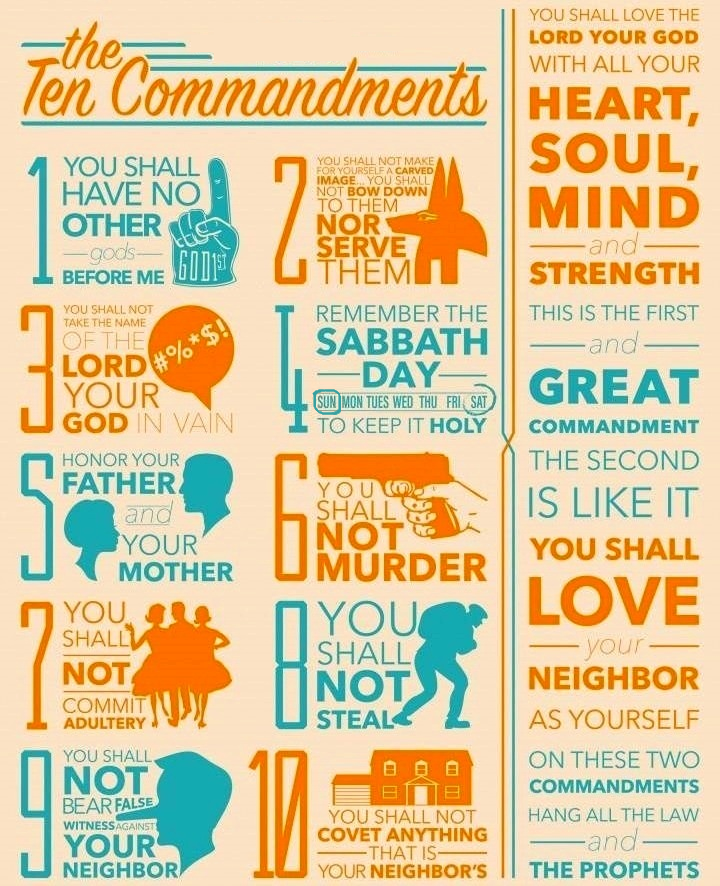 the
Ten Commandments
1
YOU SHALL
HAVE NO
OTHER
gods
BEFORE ME
GOD 1ST
2
YOU SHALL NOT MAKE
FOR YOURSELF A CARVED
IMAGE... YOU SHALL
NOT BOW DOWN
TO THEM
NOR
SERVE
THEM
3
YOU SHALL NOT
TAKE THE NAME
OF THE
LORD
YOUR
GOD IN VAIN
#%*$!
4
REMEMBER THE
SABBATH
DAY
SUN MON TUES WED THU FRI SAT
TO KEEP IT HOLY
5
HONOR YOUR
FATHER
and
YOUR
MOTHER
6
YOU
SHALL
NOT
MURDER
7
YOU
SHALL
NOT
COMMIT
ADULTERY
8
YOU
SHALL
NOT
STEAL
9
YOU SHALL
NOT
BEAR FALSE
WITNESS AGAINST
YOUR
NEIGHBOR
10
YOU SHALL NOT
COVET ANYTHING
THAT IS
YOUR NEIGHBOR'S
YOU SHALL LOVE THE
LORD YOUR GOD
WITH ALL YOUR
HEART,
SOUL,
MIND
and
STRENGTH
THIS IS THE FIRST
and
GREAT
COMMANDMENT
THE SECOND
IS LIKE IT
YOU SHALL
LOVE
your
NEIGHBOR
AS YOURSELF
ON THESE TWO
COMMANDMENTS
HANG ALL THE LAW
and
THE PROPHETS